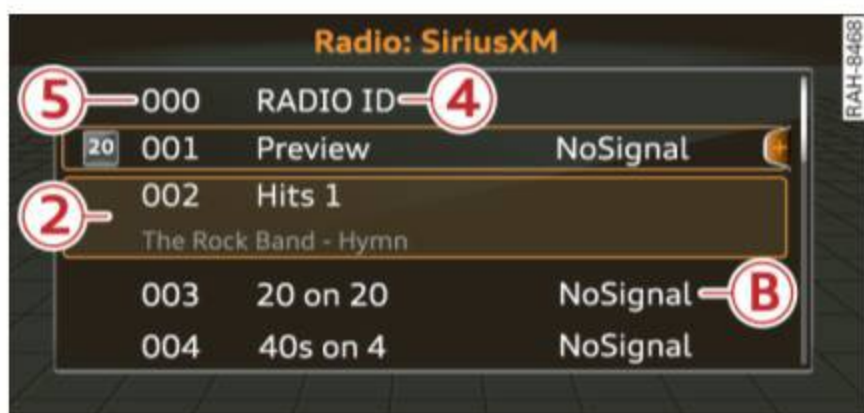 Radio: SiriusXM
RAH-8468
5 000 RADIO ID 4
20 001 Preview NoSignal +
2 002 Hits 1
The Rock Band - Hymn
003 20 on 20 NoSignal B
004 40s on 4 NoSignal